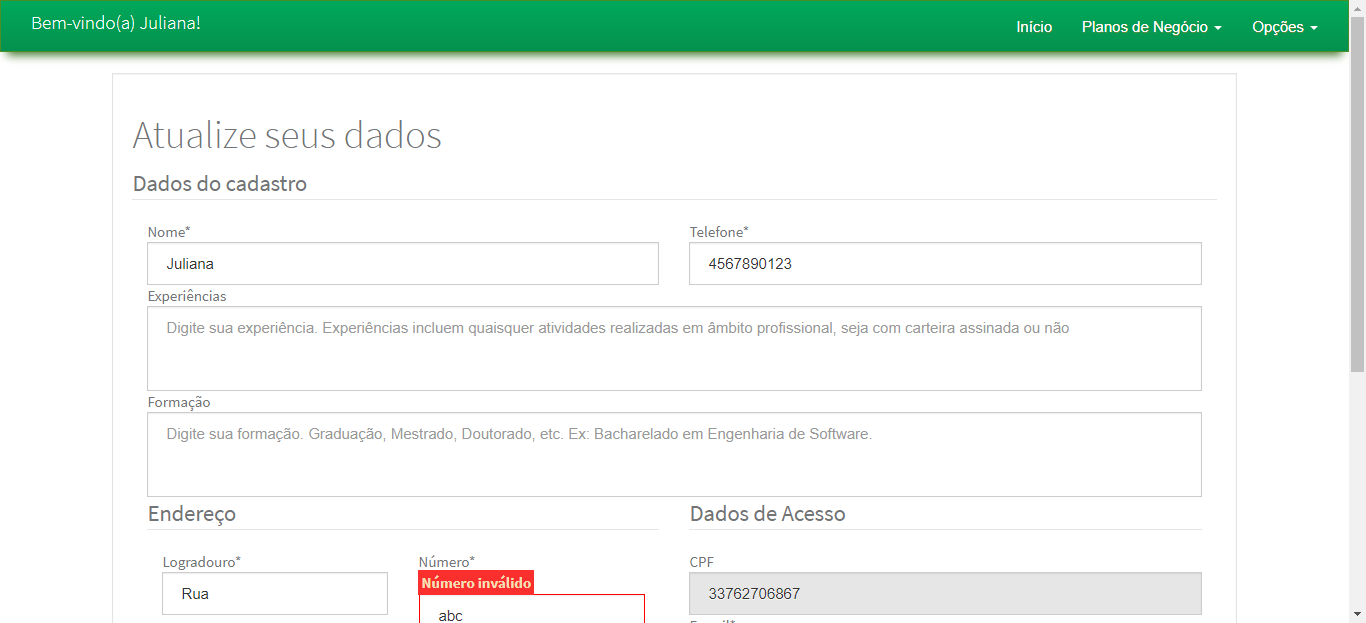 Bem-vindo(a) Juliana!
Início Planos de Negócio Opções
Atualize seus dados
Dados do cadastro
Nome* Telefone*
Juliana 4567890123
Experiências
Digite sua experiência. Experiências incluem quaisquer atividades realizadas em âmbito profissional, seja com carteira assinada ou não
Formação
Digite sua formação. Graduação, Mestrado, Doutorado, etc. Ex: Bacharelado em Engenharia de Software.
Endereço Dados de Acesso
Logradouro* Número* CPF
Número inválido
Rua abc 33762706867